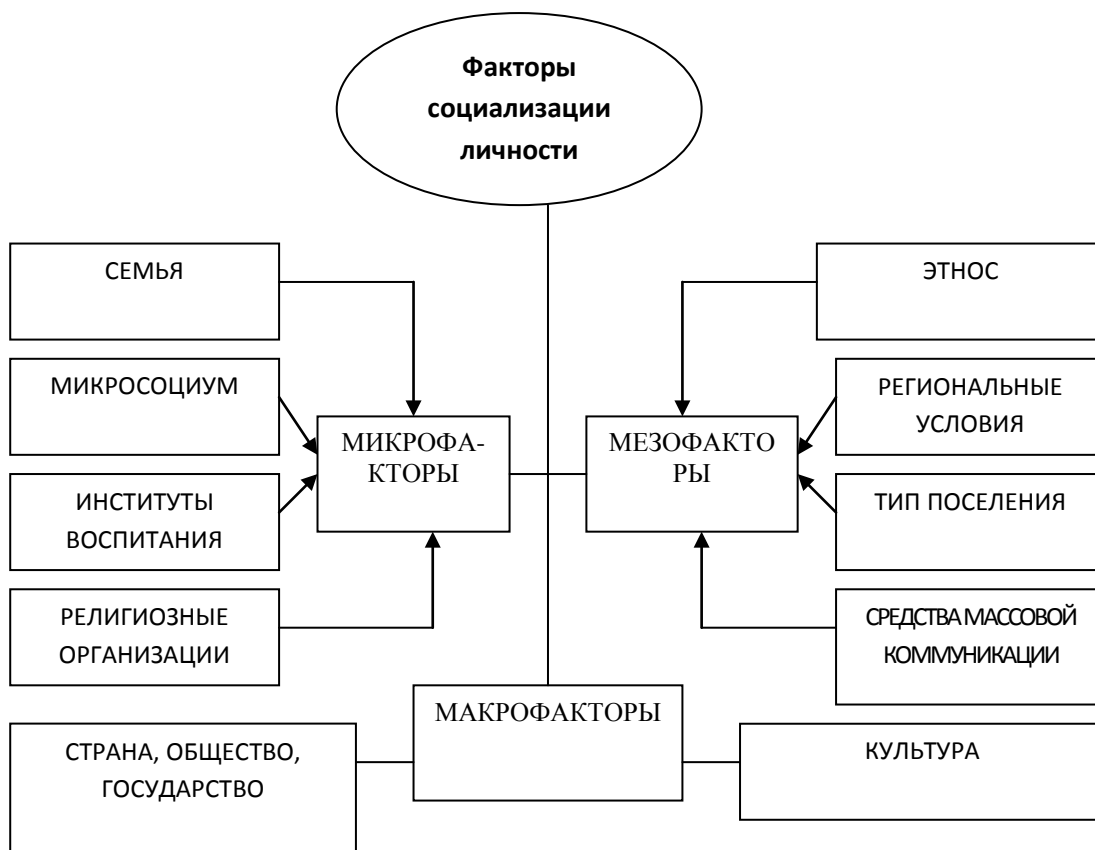 Факторы
социализации
личности
СЕМЬЯ
ЭТНОС
МИКРОСОЦИУМ
РЕГИОНАЛЬНЫЕ
УСЛОВИЯ
МИКРОФА-
КТОРЫ
МЕЗОФАКТО
РЫ
ИНСТИТУТЫ
ВОСПИТАНИЯ
ТИП ПОСЕЛЕНИЯ
РЕЛИГИОЗНЫЕ
ОРГАНИЗАЦИИ
СРЕДСТВА МАССОВОЙ
КОММУНИКАЦИИ
МАКРОФАКТОРЫ
СТРАНА, ОБЩЕСТВО,
ГОСУДАРСТВО
КУЛЬТУРА